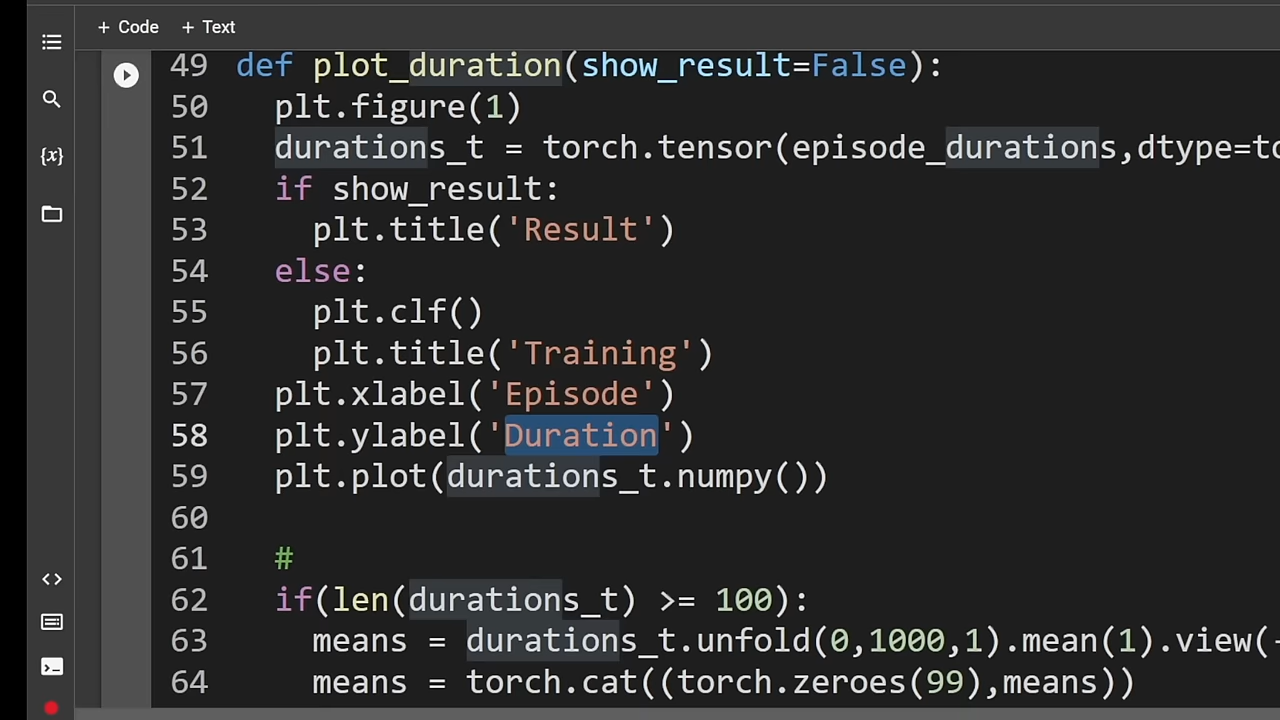 + Code + Text
49 def plot_duration(show_result=False):
50 plt.figure(1)
51 durations_t = torch.tensor(episode_durations,dtype=to
52 if show_result:
53 plt.title('Result')
54 else:
55 plt.clf()
56 plt.title('Training')
57 plt.xlabel('Episode')
58 plt.ylabel('Duration')
59 plt.plot(durations_t.numpy())
60
61 #
62 if(len(durations_t) >= 100):
63 means = durations_t.unfold(0,1000,1).mean(1).view(-
64 means = torch.cat((torch.zeroes(99),means))